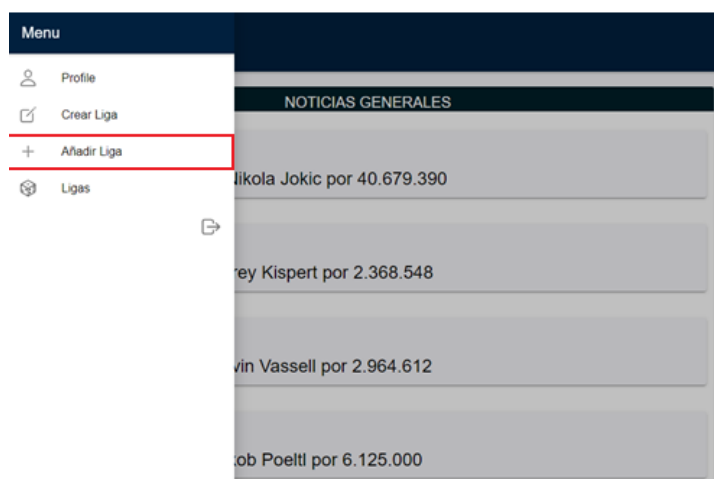 Menu
Profile
Crear Liga
Añadir Liga
Ligas
NOTICIAS GENERALES
Nikola Jokic por 40.679.390
rey Kispert por 2.368.548
vin Vassell por 2.964.612
kob Poeltl por 6.125.000